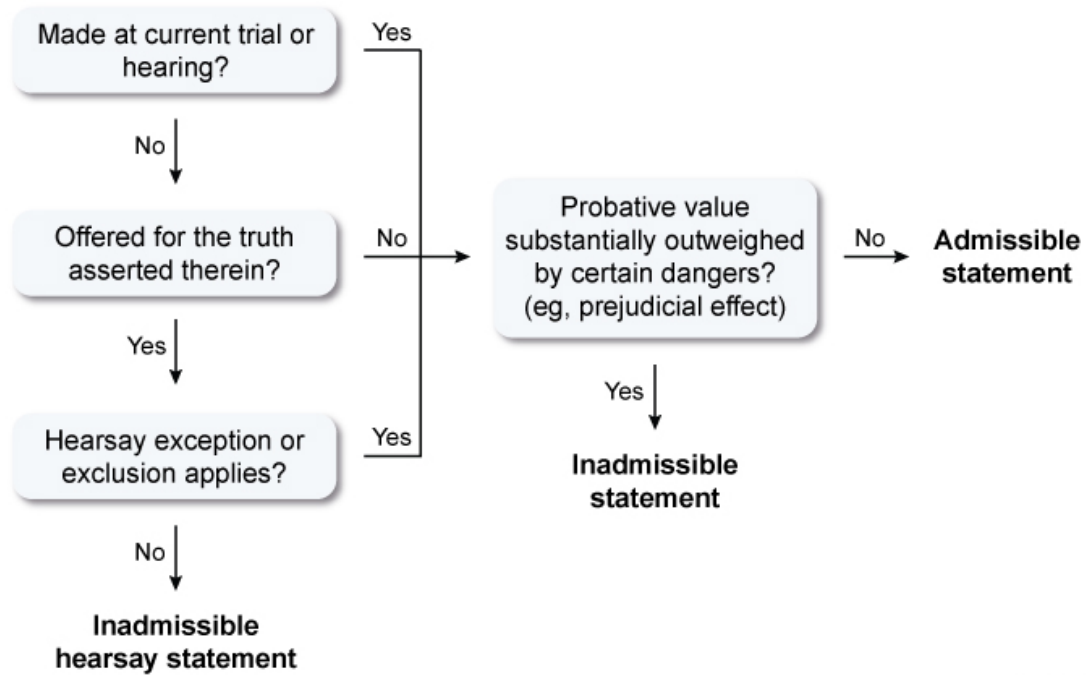 Made at current trial or
hearing?
Yes
No
Offered for the truth
asserted therein?
No
Yes
Hearsay exception or
exclusion applies?
Yes
No
Inadmissible
hearsay statement
Probative value
substantially outweighed
by certain dangers?
(eg, prejudicial effect)
No
Admissible
statement
Yes
Inadmissible
statement